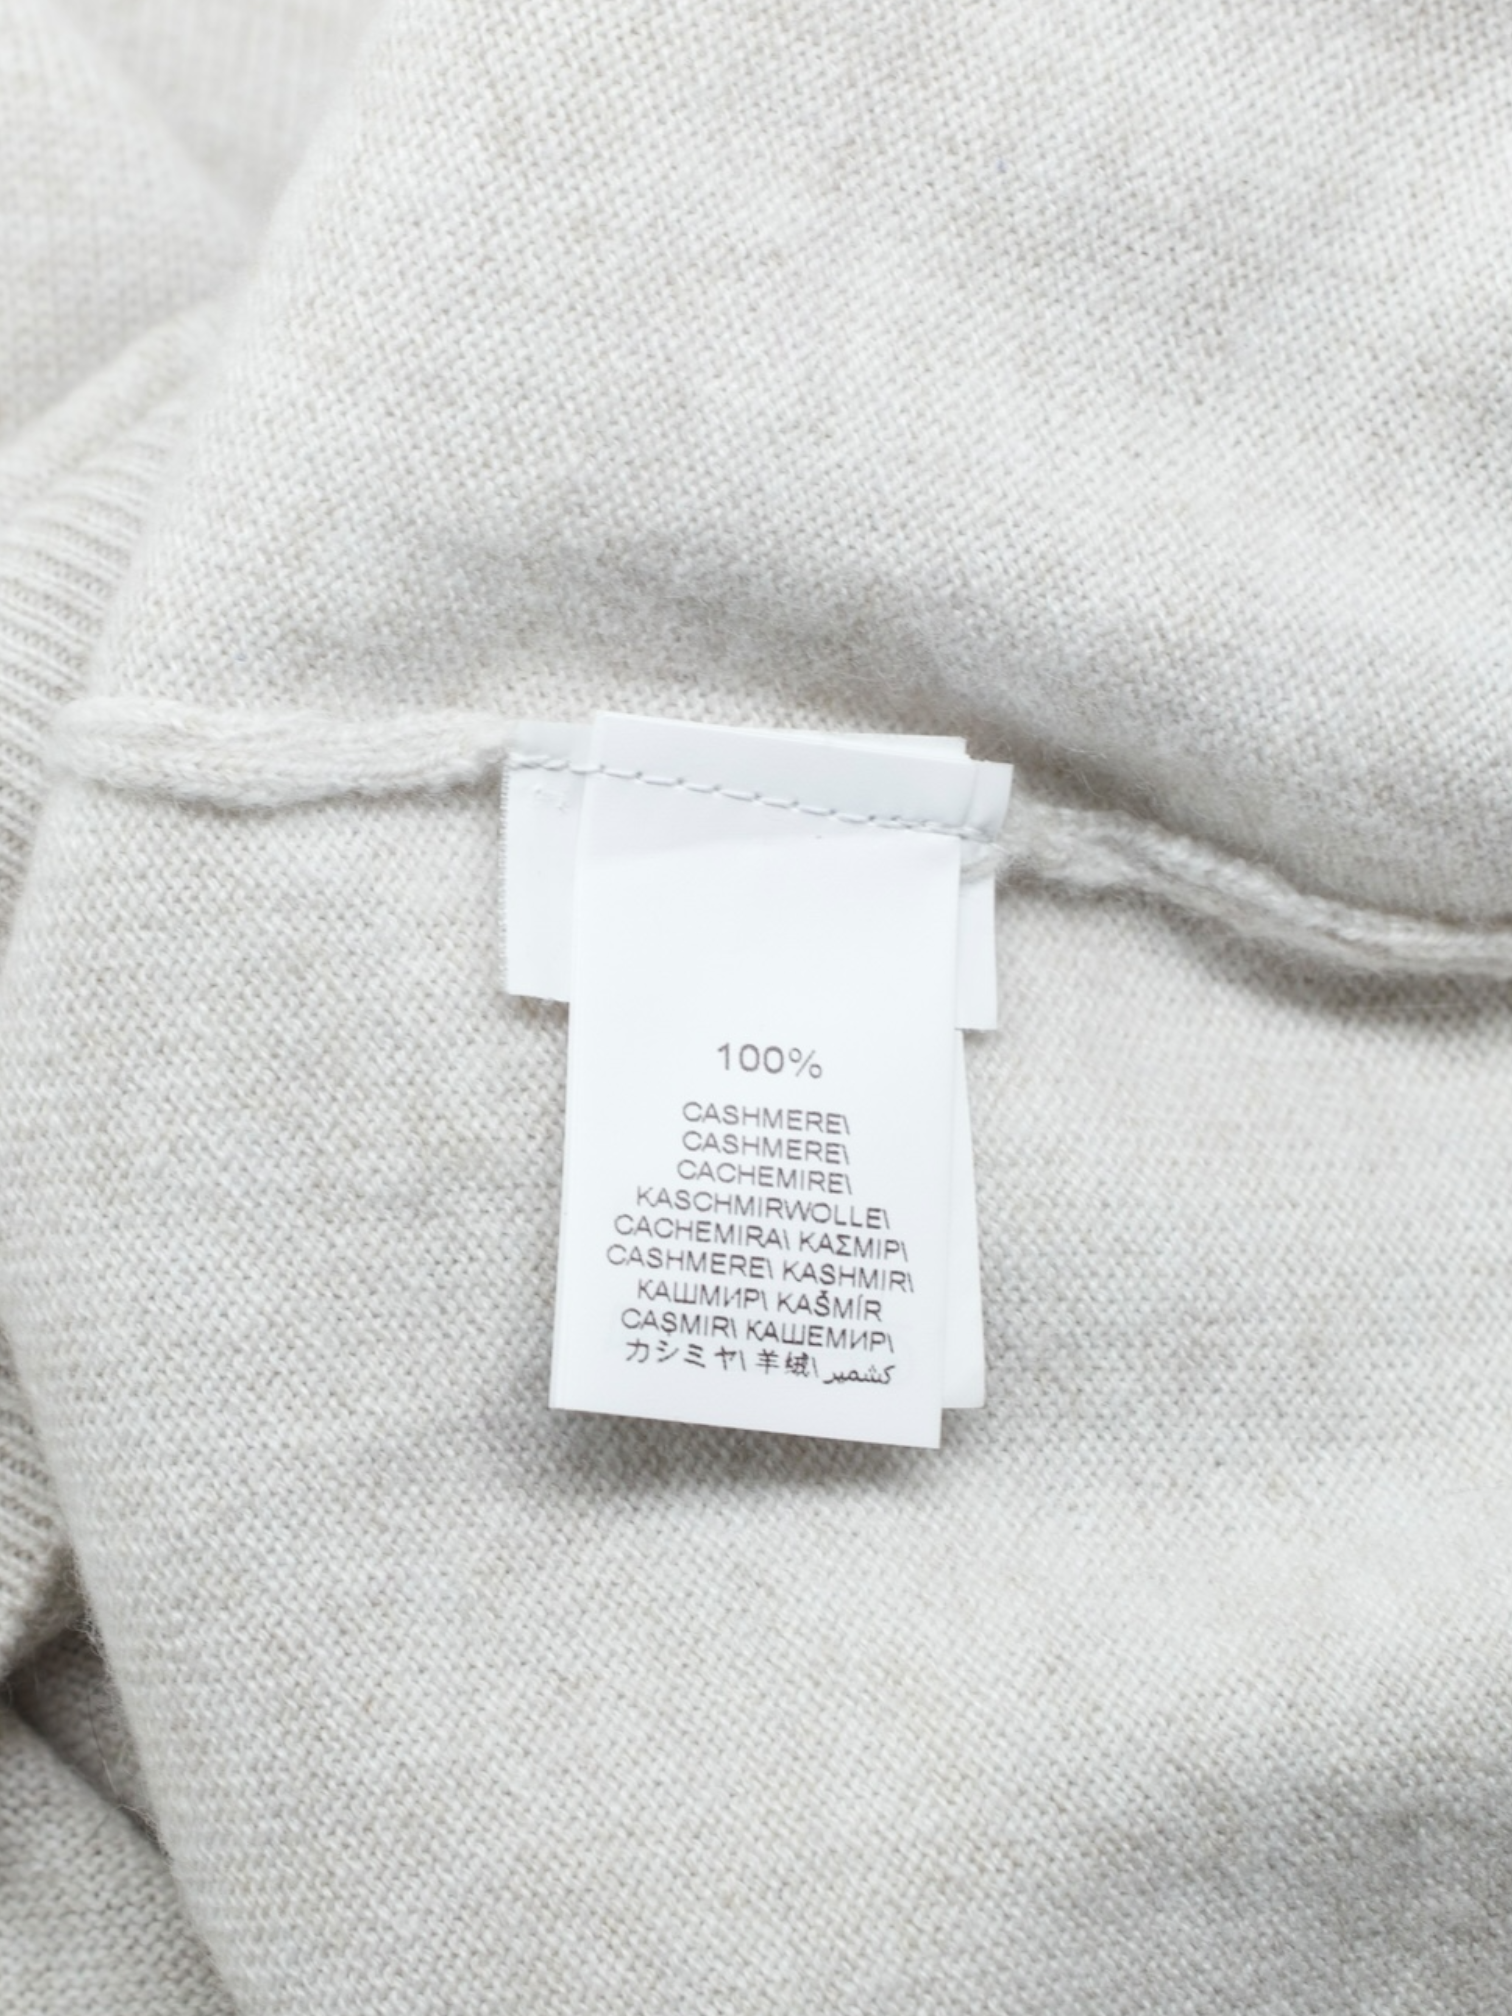 100%
CASHMERE\
CASHMERE\
CACHEMIRE\
KASCHMIRWOLLE\
CACHEMIRA\ ΚΑΣΜΙΡ\
CASHMERE\ KASHMIR\
КАШМИР\ KAŠMÍR
CAŞMIR\ КАШЕМИР\
カシミヤ\ 羊绒\ كشمير